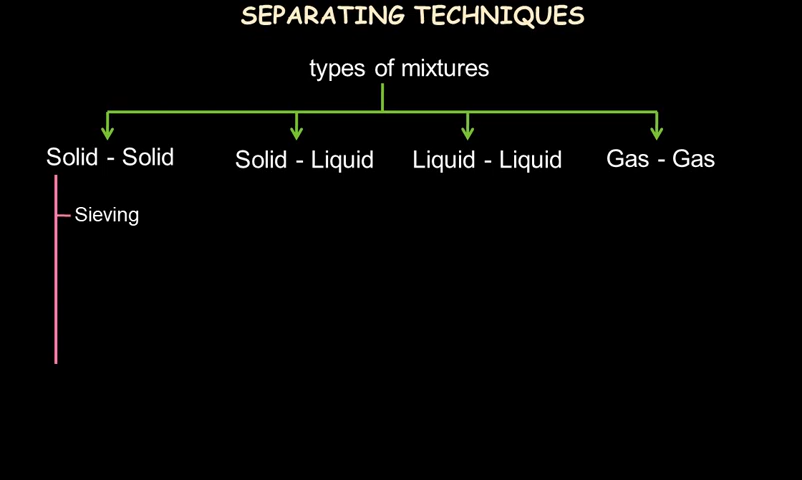 SEPARATING TECHNIQUES
types of mixtures
Solid - Solid
Solid - Liquid
Liquid - Liquid
Gas - Gas
Sieving